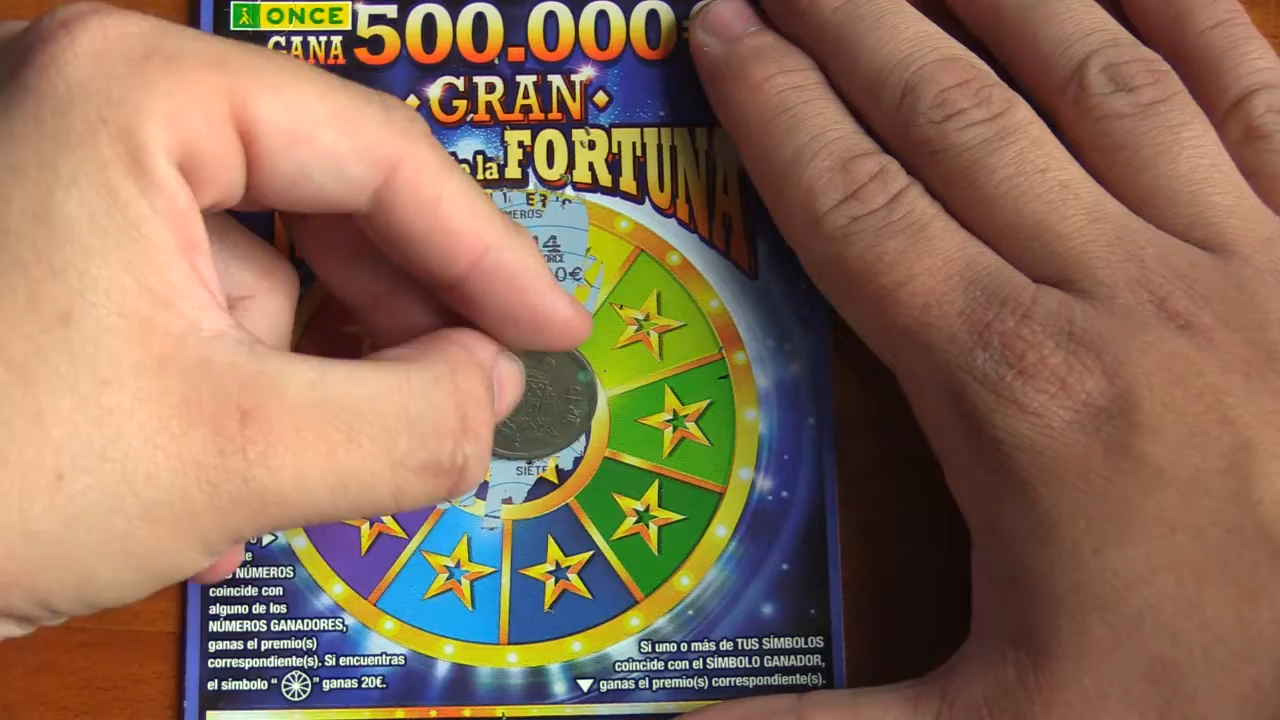 ONCE
GANA 500.000
GRAN
la FORTUNA
14
SIETE
NÚMEROS
coincide con
alguno de los
NÚMEROS GANADORES,
ganas el premio(s)
correspondiente(s). Si encuentras
el símbolo " " ganas 20€.
Si uno o más de TUS SÍMBOLOS
coincide con el SÍMBOLO GANADOR,
ganas el premio(s) correspondiente(s).